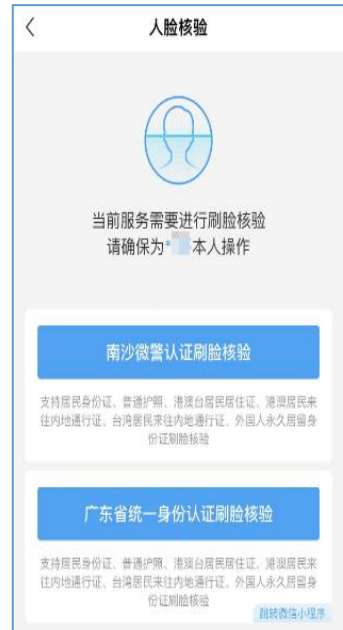 人脸核验
当前服务需要进行刷脸核验
请确保为* 本人操作
南沙微警认证刷脸核验
支持居民身份证、普通护照、港澳台居民居住证、港澳居民来
往内地通行证、台湾居民来往内地通行证、外国人永久居留身
份证刷脸核验
广东省统一身份认证刷脸核验
支持居民身份证、普通护照、港澳台居民居住证、港澳居民来
往内地通行证、台湾居民来往内地通行证、外国人永久居留身
份证刷脸核验
跳转微信小程序